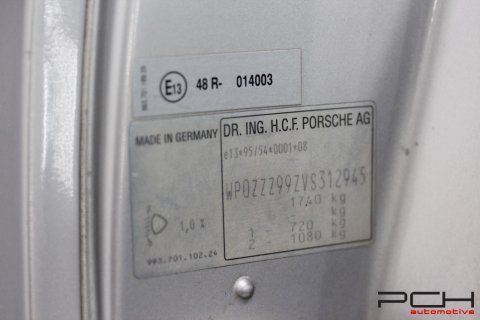 E13 48 R- 014003
MADE IN GERMANY
DR. ING. H.C.F. PORSCHE AG
e13*95/54*0001*08
WP0ZZZ99ZVS312945
1740 kg
kg
1 - 720 kg
2 - 1080 kg
1,0 %
993.701.102.24
PCH
automotive